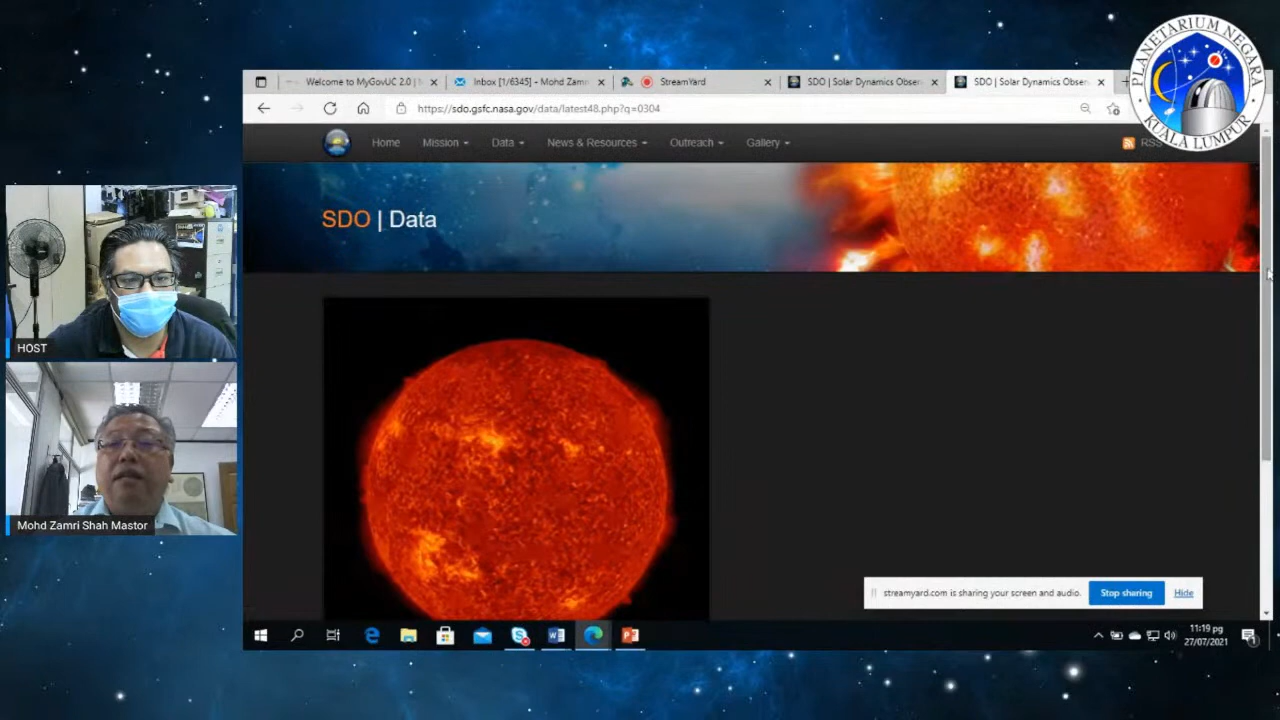 PLANETARIUM NEGARA
KUALA LUMPUR
Welcome to MyGovUC 2.0 |
Inbox [1/6345] - Mohd Zamri
StreamYard
SDO | Solar Dynamics Obser
SDO | Solar Dynamics Obser
https://sdo.gsfc.nasa.gov/data/latest48.php?q=0304
Home
Mission
Data
News & Resources
Outreach
Gallery
RSS
SDO | Data
HOST
Mohd Zamri Shah Mastor
streamyard.com is sharing your screen and audio.
Stop sharing
Hide
11:19 pg
27/07/2021
1